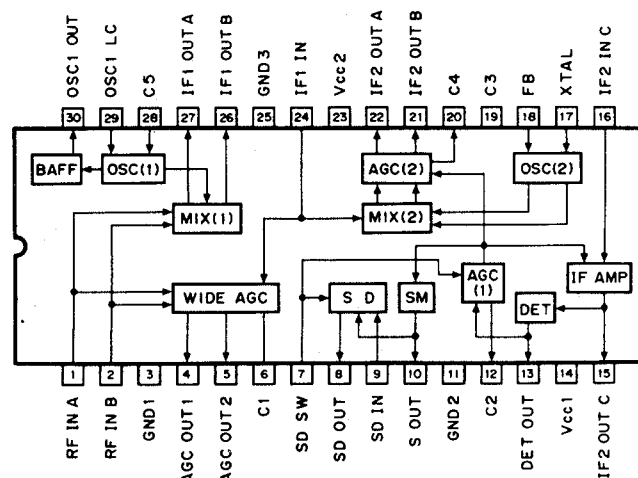 OSC1 OUT
OSC1 LC
C5
IF1 OUT A
IF1 OUT B
GND3
IF1 IN
Vcc2
IF2 OUT A
IF2 OUT B
C4
C3
FB
XTAL
IF2 IN C
30 29 28 27 26 25 24 23 22 21 20 19 18 17 16
BAFF OSC(1) AGC(2) OSC(2)
MIX(1) MIX(2)
WIDE AGC S D SM AGC (1) IF AMP
DET
1 2 3 4 5 6 7 8 9 10 11 12 13 14 15
RF IN A
RF IN B
GND1
AGC OUT1
AGC OUT2
C1
SD SW
SD OUT
SD IN
S OUT
GND2
C2
DET OUT
Vcc1
IF2 OUT C